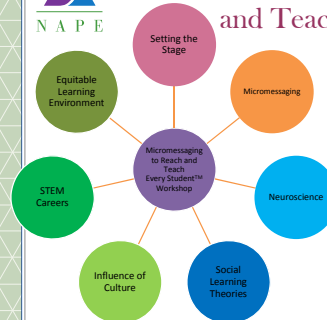 NAPE
and Teac
Setting the
Stage
Equitable
Learning
Environment
Micromessaging
Micromessaging
to Reach and
Teach
Every Student™
Workshop
STEM
Careers
Neuroscience
Influence of
Culture
Social
Learning
Theories